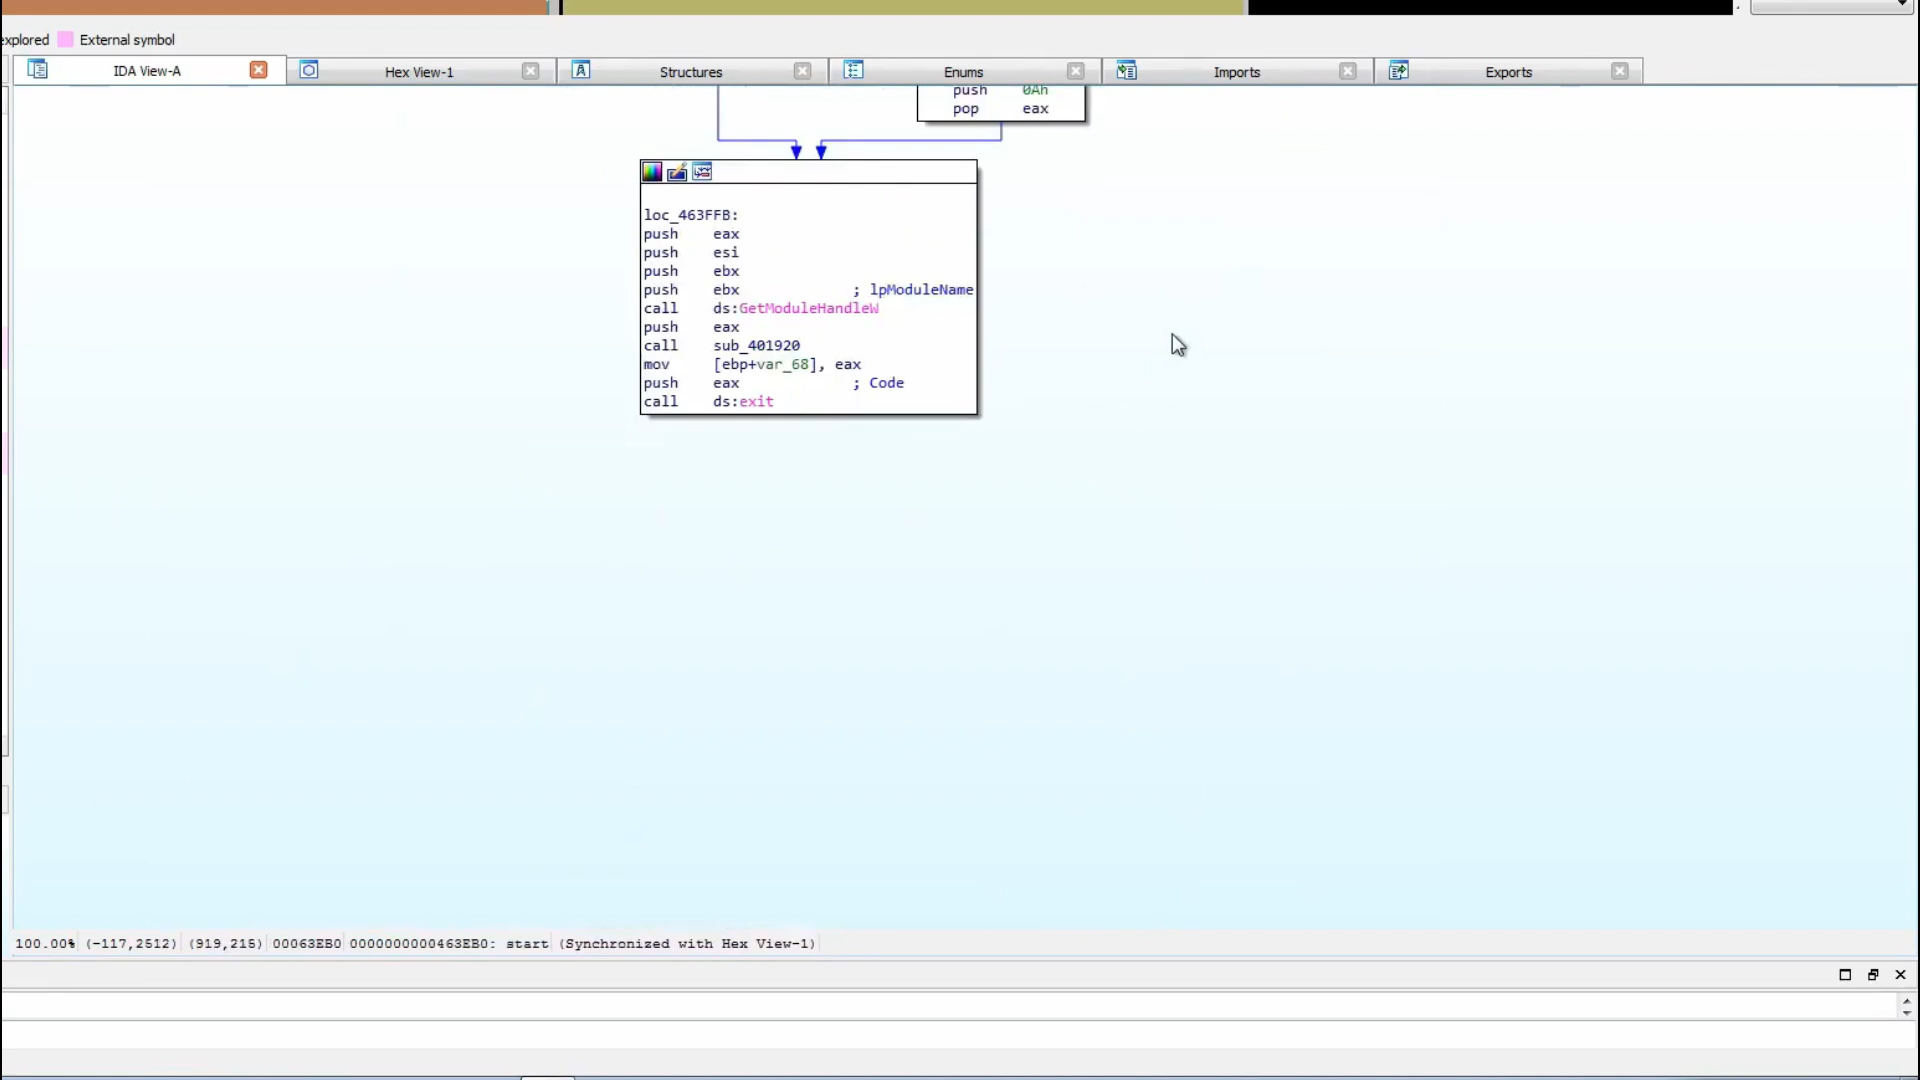 explored External symbol
IDA View-A Hex View-1 Structures Enums Imports Exports
push 0Ah
pop eax
loc_463FFB:
push eax
push esi
push ebx
push ebx ; lpModuleName
call ds:GetModuleHandleW
push eax
call sub_401920
mov [ebp+var_68], eax
push eax ; Code
call ds:exit
100.00% (-117,2512) (919,215) 00063EB0 0000000000463EB0: start (Synchronized with Hex View-1)